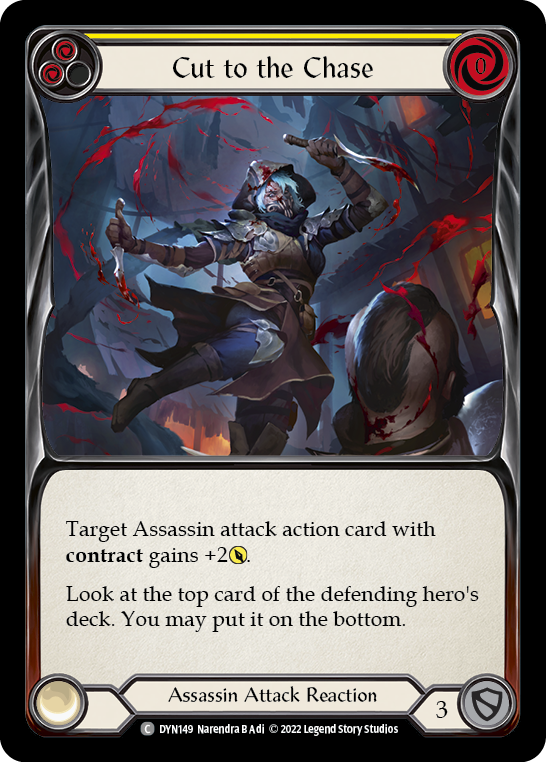 0
Cut to the Chase
Target Assassin attack action card with
contract gains +2.
Look at the top card of the defending hero's
deck. You may put it on the bottom.
Assassin Attack Reaction
3
C DYN149 Narendra B Adi © 2022 Legend Story Studios